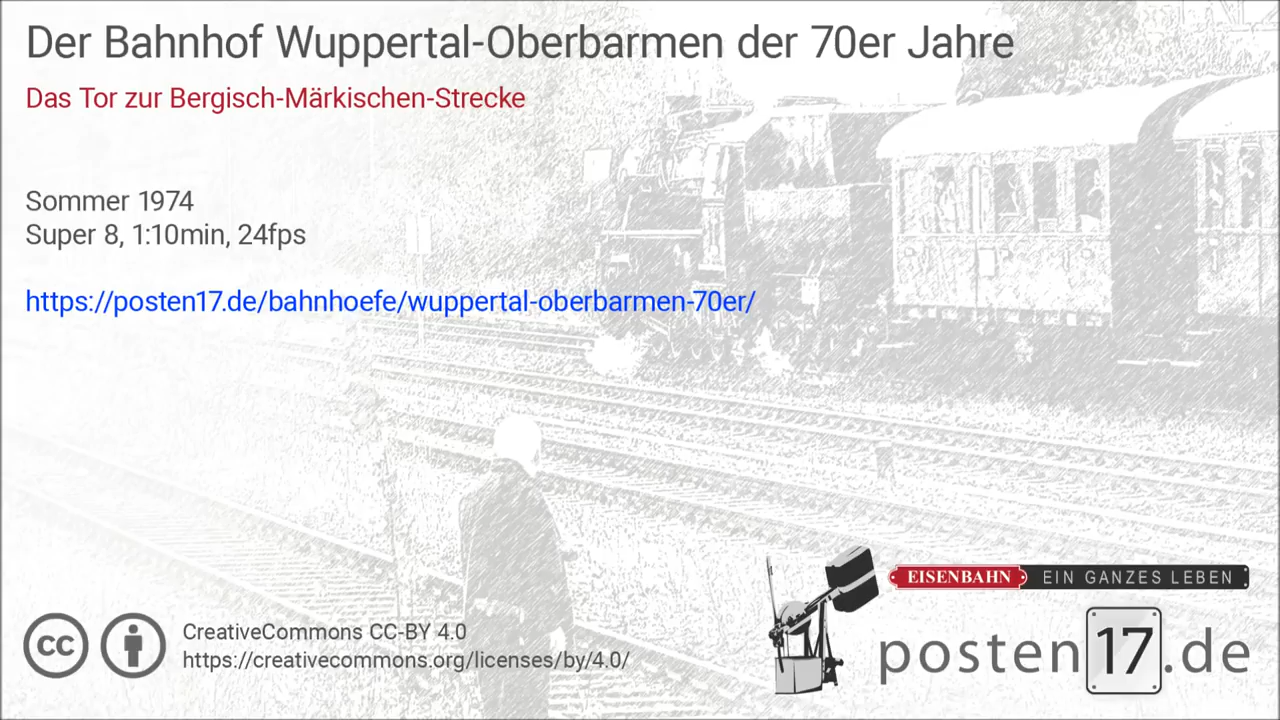 Der Bahnhof Wuppertal-Oberbarmen der 70er Jahre
Das Tor zur Bergisch-Märkischen-Strecke
Sommer 1974
Super 8, 1:10min, 24fps
https://posten17.de/bahnhoefe/wuppertal-oberbarmen-70er/
EISENBAHN EIN GANZES LEBEN
posten17.de
cc
CreativeCommons CC-BY 4.0
https://creativecommons.org/licenses/by/4.0/